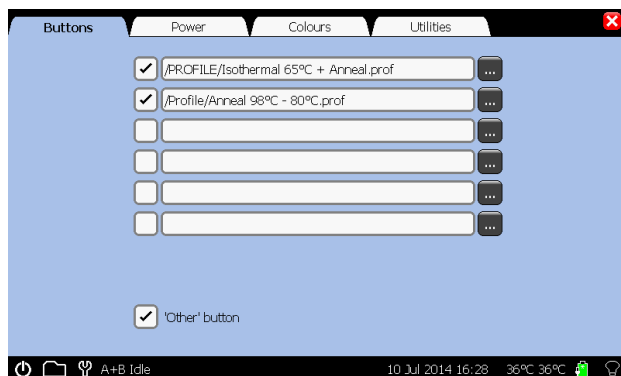 Buttons Power Colours Utilities
/PROFILE/Isothermal 65ºC + Anneal.prof ...
/Profile/Anneal 98ºC - 80ºC.prof ...
...
...
...
...
'Other' button
A+B Idle 10 Jul 2014 16:28 36ºC 36ºC